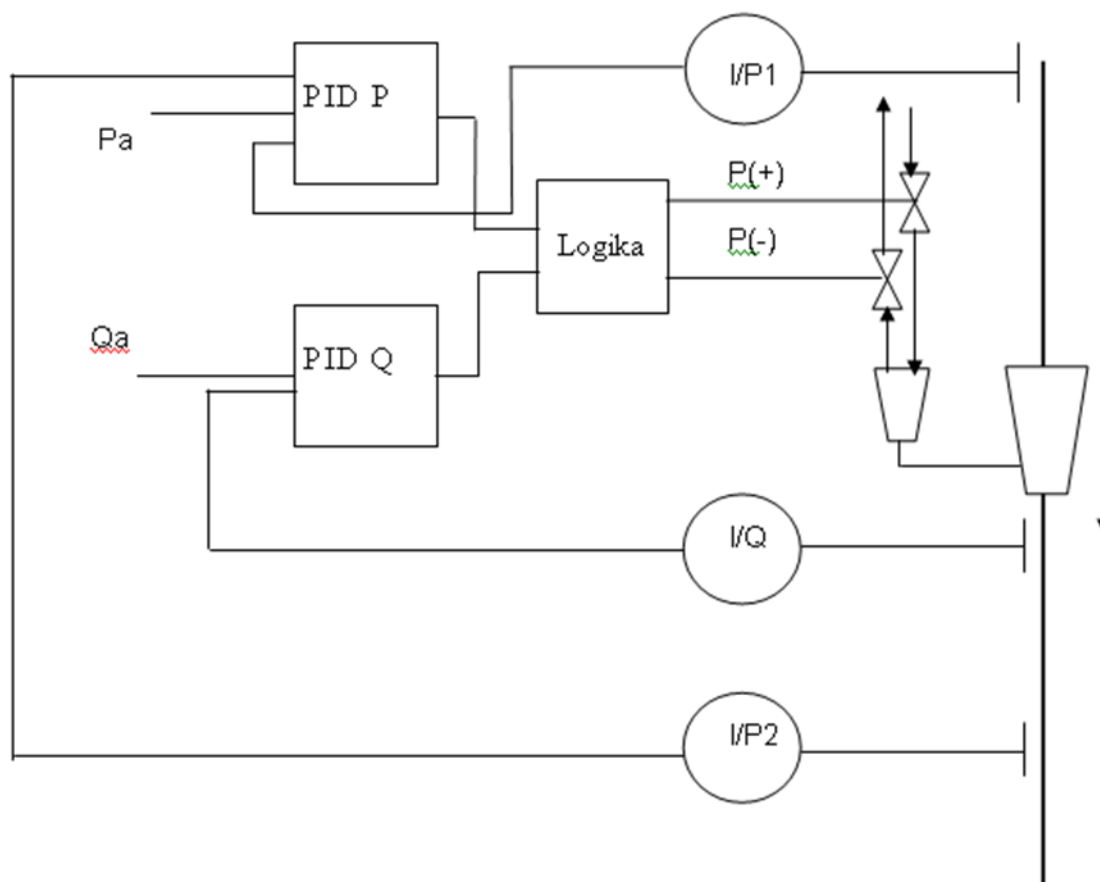 I/P1
PID P
Pa
P(+)
P(-)
Logika
Qa
PID Q
I/Q
I/P2